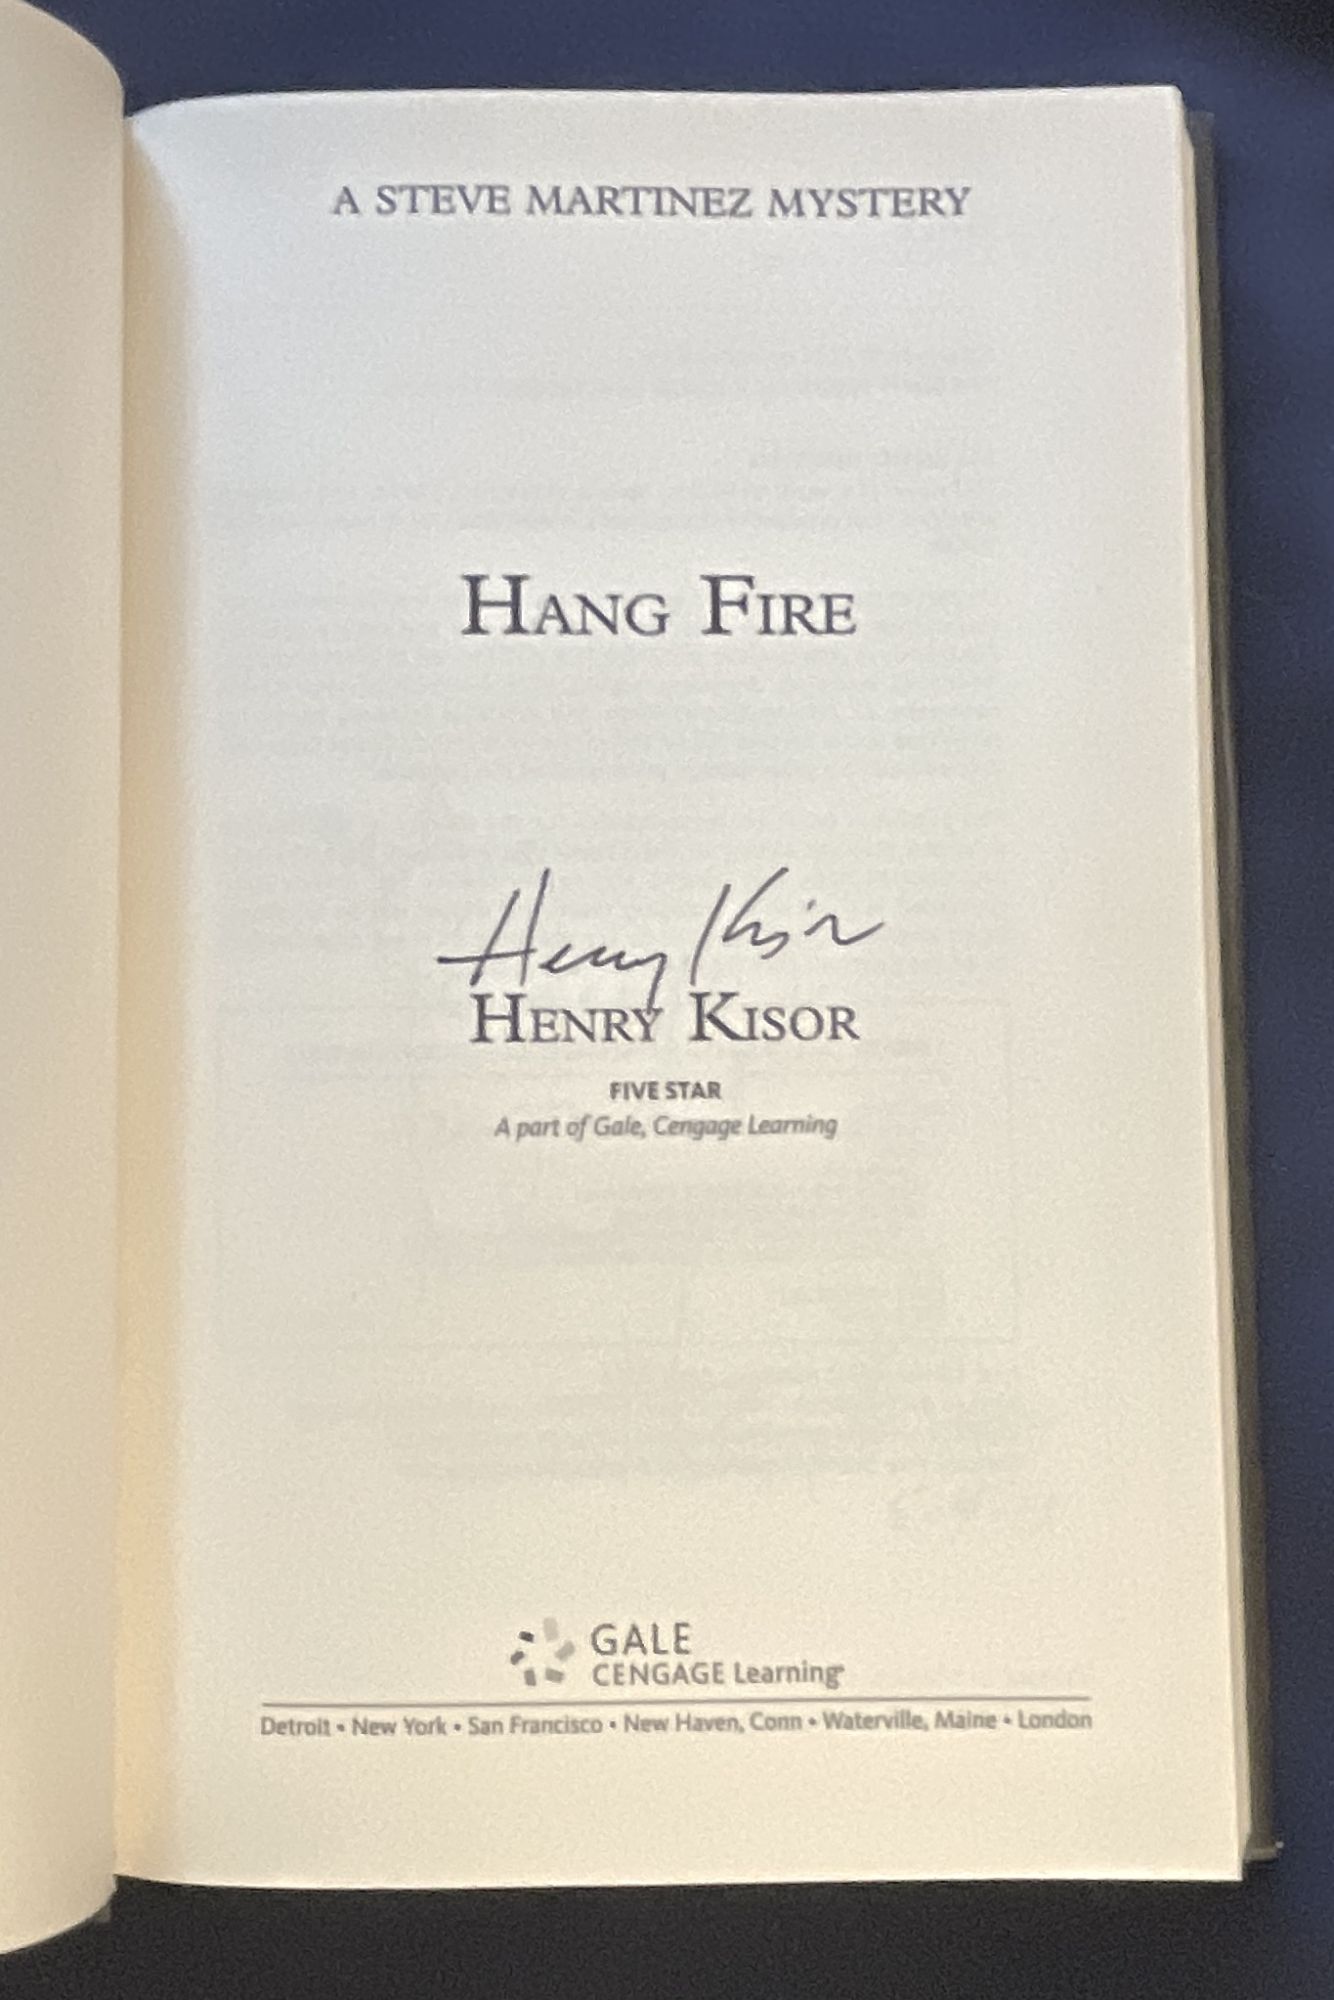 A STEVE MARTINEZ MYSTERY
HANG FIRE
Henry Kisor
HENRY KISOR
FIVE STAR
A part of Gale, Cengage Learning
GALE
CENGAGE Learning
Detroit • New York • San Francisco • New Haven, Conn • Waterville, Maine • London